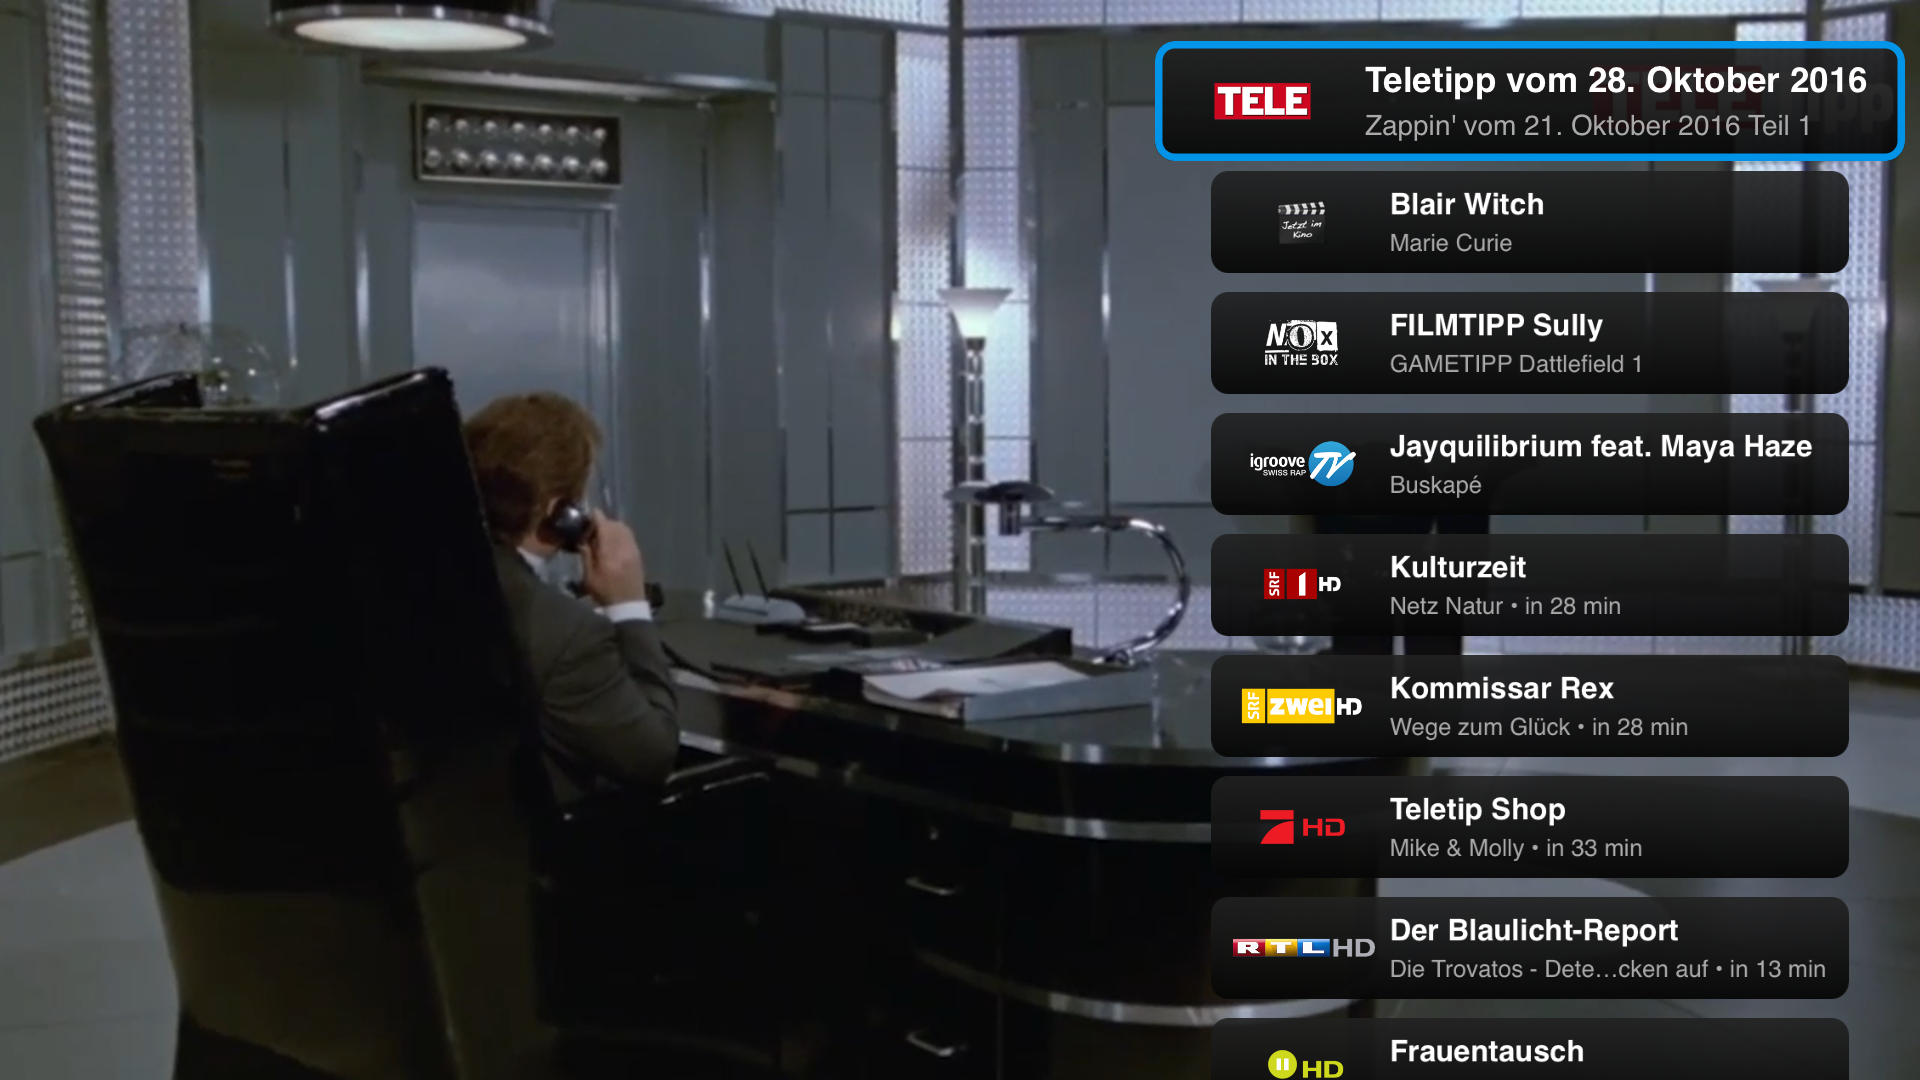 TELE
Teletipp vom 28. Oktober 2016
Zappin' vom 21. Oktober 2016 Teil 1
Jetzt im
Kino
Blair Witch
Marie Curie
NOX
IN THE BOX
FILMTIPP Sully
GAMETIPP Dattlefield 1
igroove TV
SWISS RAP
Jayquilibrium feat. Maya Haze
Buskapé
SRF 1 HD
Kulturzeit
Netz Natur • in 28 min
SRF zwei HD
Kommissar Rex
Wege zum Glück • in 28 min
HD
Teletip Shop
Mike & Molly • in 33 min
RTL HD
Der Blaulicht-Report
Die Trovatos - Dete…cken auf • in 13 min
HD
Frauentausch